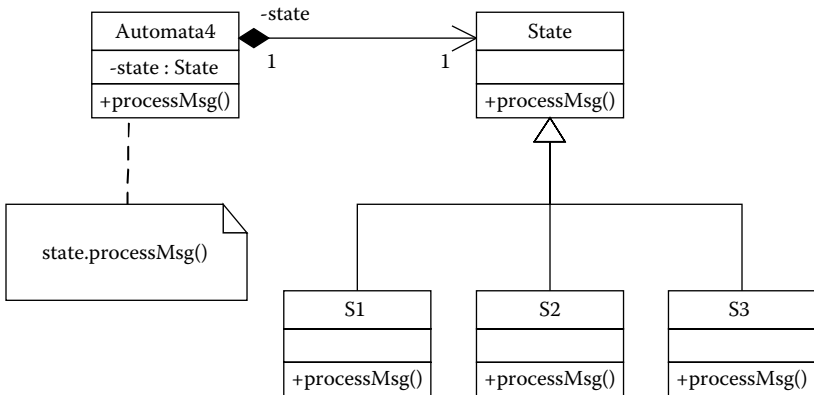 Automata4
-state : State
+processMsg()
-state
1
1
State
+processMsg()
state.processMsg()
S1
+processMsg()
S2
+processMsg()
S3
+processMsg()